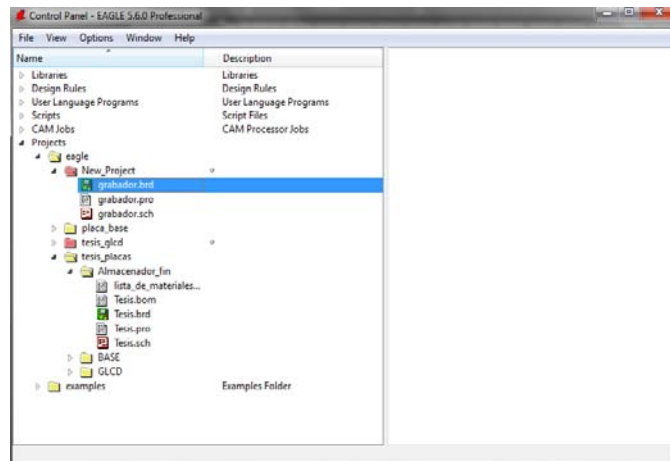 Control Panel - EAGLE 5.6.0 Professional
File View Options Window Help
Name Description
Libraries Libraries
Design Rules Design Rules
User Language Programs User Language Programs
Scripts Script Files
CAM Jobs CAM Processor Jobs
Projects
eagle
New_Project
grabador.brd
grabador.pro
grabador.sch
placa_base
tesis_glcd
tesis_placas
Almacenador_fin
lista_de_materiales...
Tesis.bom
Tesis.brd
Tesis.pro
Tesis.sch
BASE
GLCD
examples Examples Folder